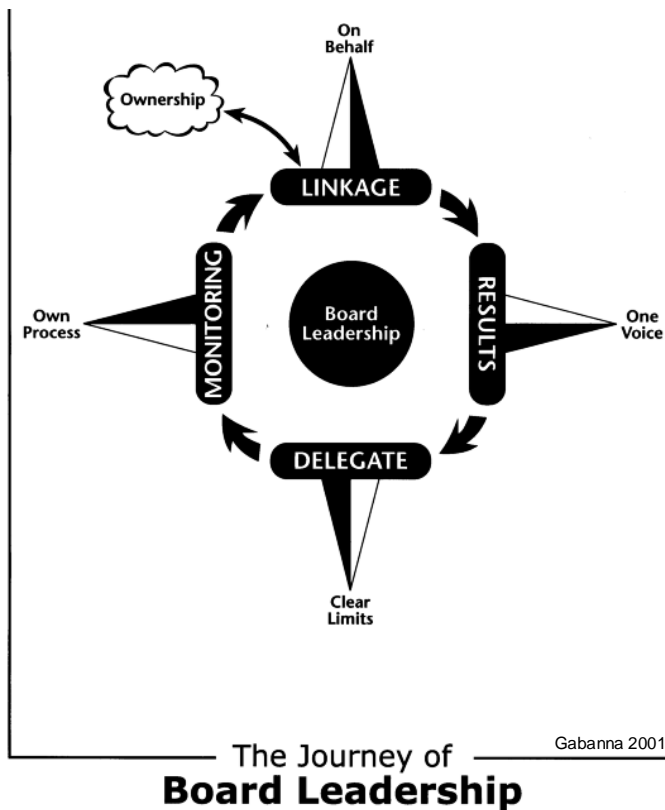 On
Behalf
Ownership
LINKAGE
MONITORING
Own
Process
Board
Leadership
RESULTS
One
Voice
DELEGATE
Clear
Limits
Gabanna 2001
The Journey of
Board Leadership